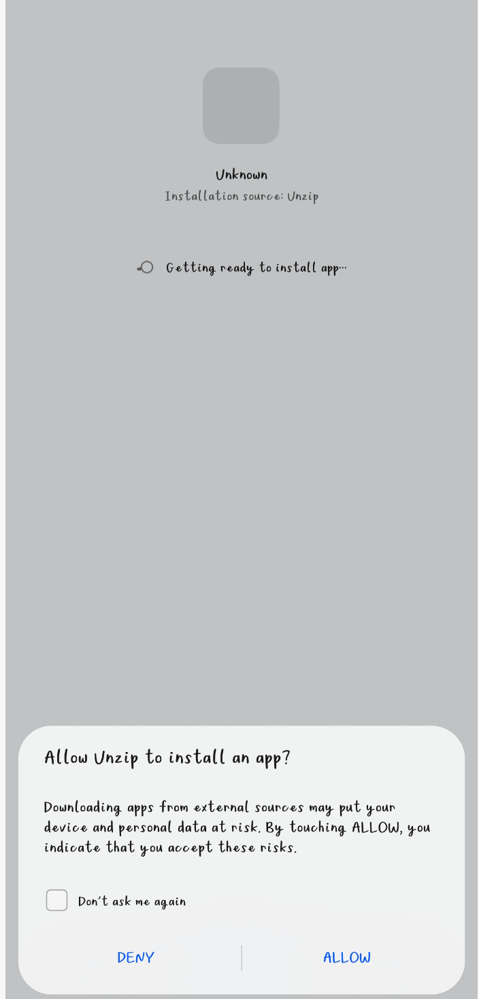 Unknown
Installation source: Unzip
Getting ready to install app...
Allow Unzip to install an app?
Downloading apps from external sources may put your
device and personal data at risk. By touching ALLOW, you
indicate that you accept these risks.
Don't ask me again
DENY
ALLOW